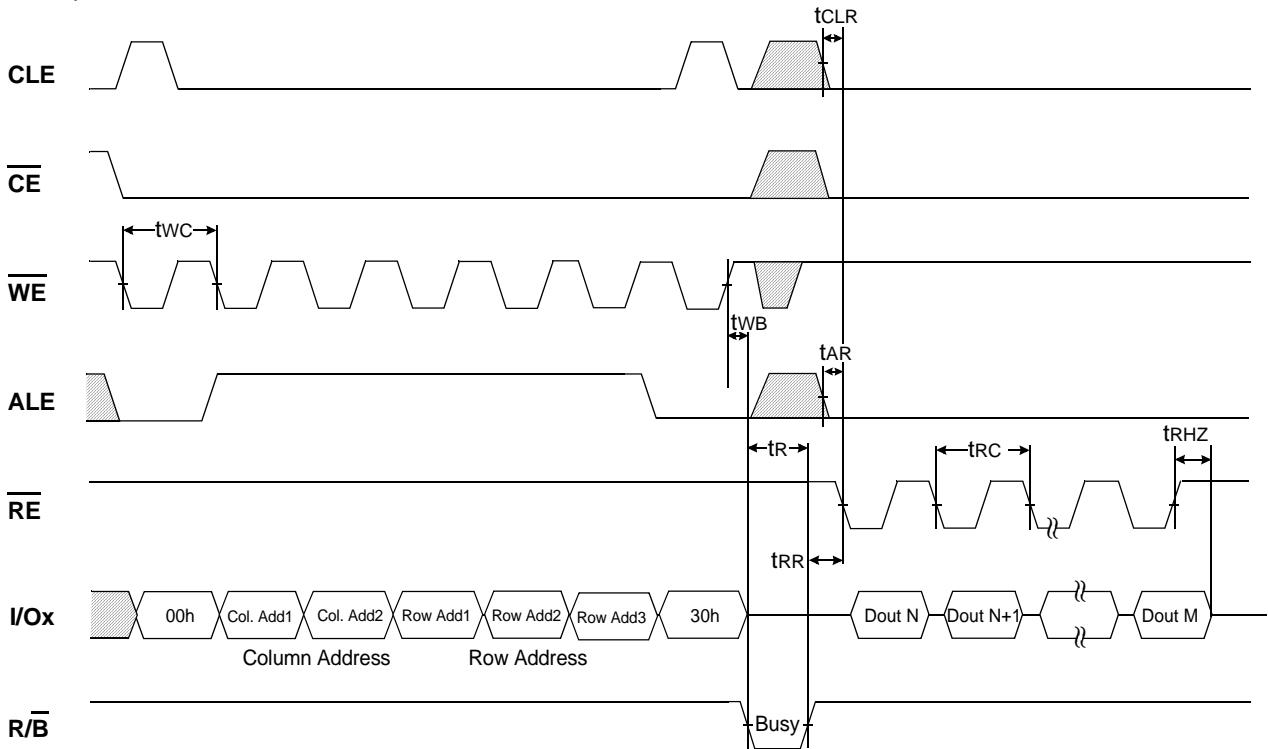 tCLR
CLE
CE
tWC
WE
tWB
tAR
ALE
tR
tRC
tRHZ
RE
tRR
I/Ox
00h Col. Add1 Col. Add2 Row Add1 Row Add2 Row Add3 30h Dout N Dout N+1 Dout M
Column Address Row Address
R/B
Busy